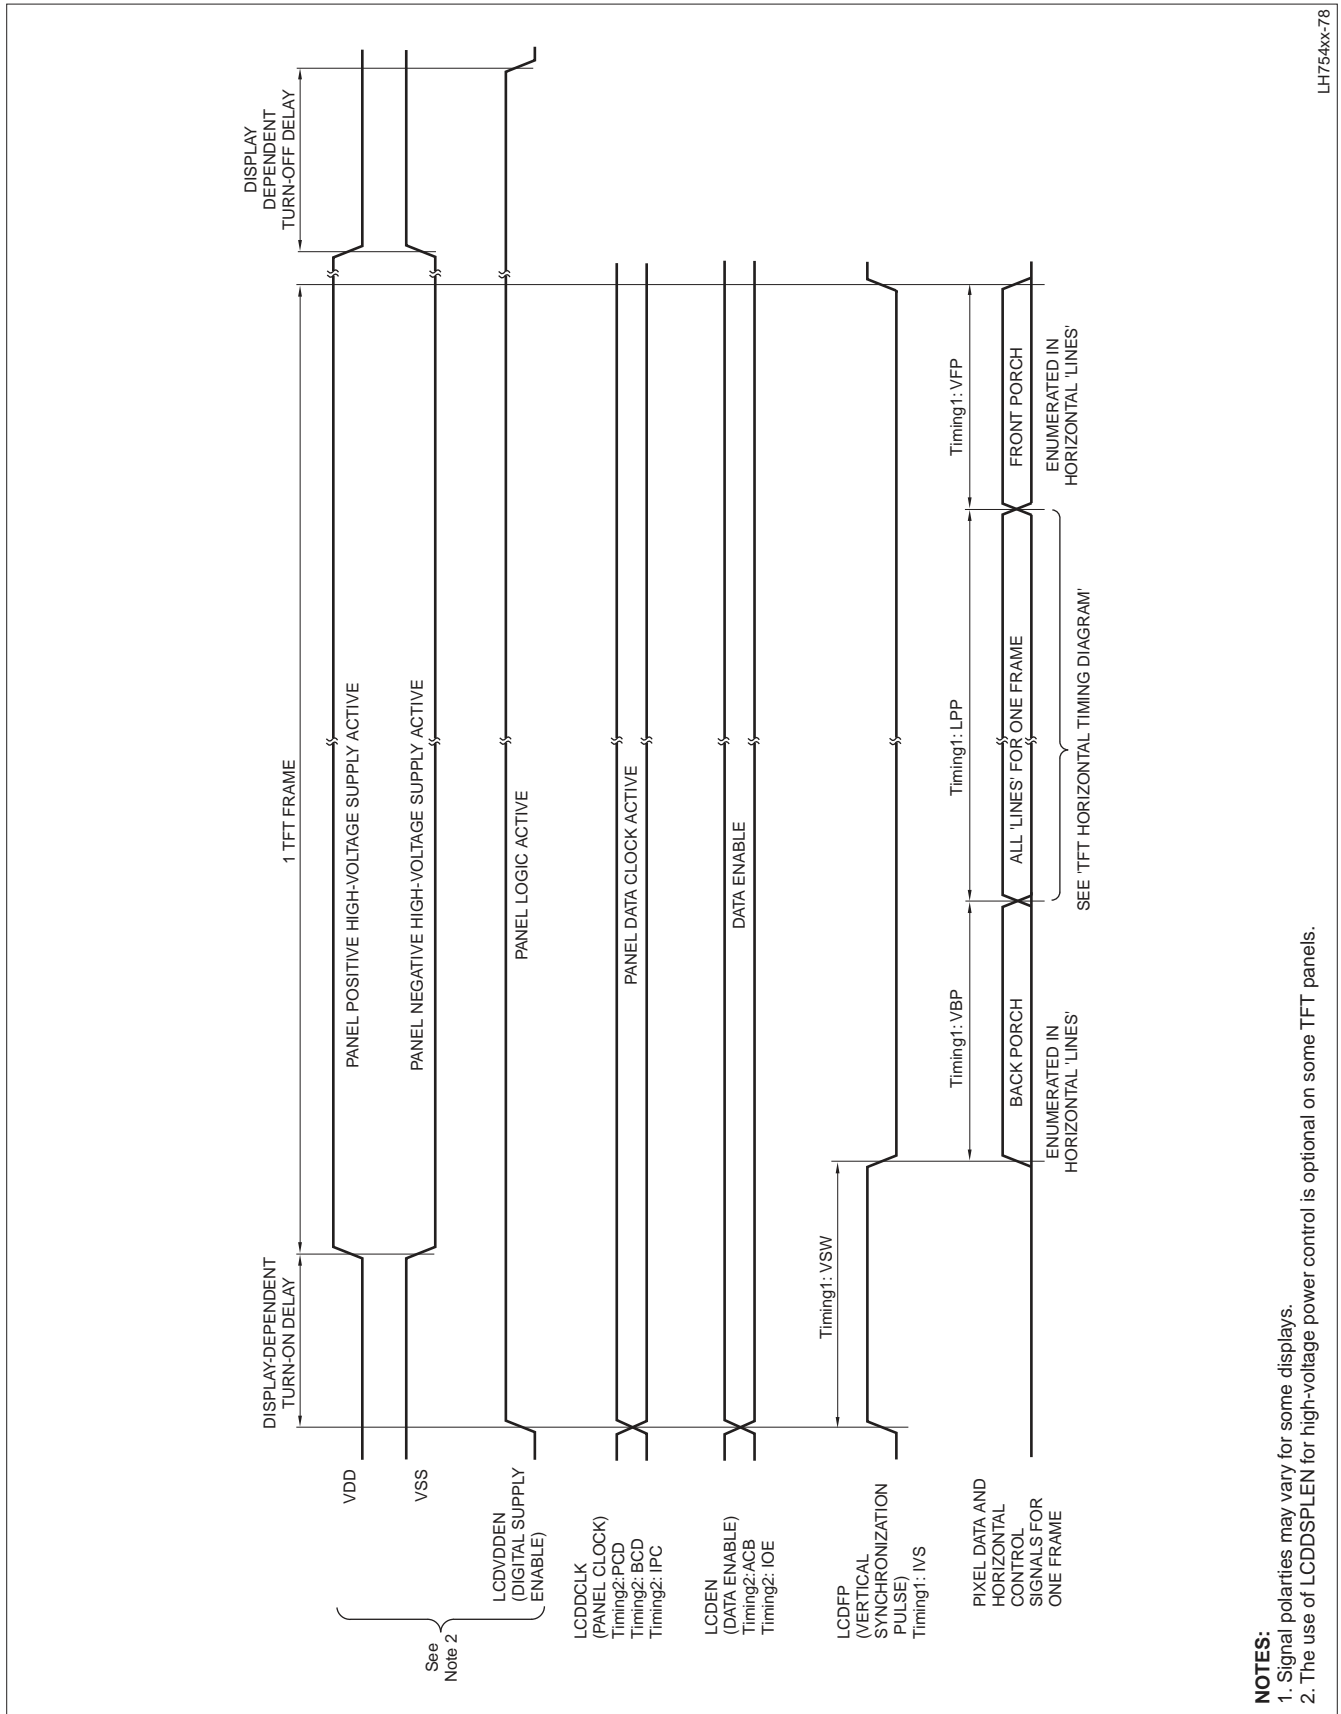 DISPLAY-DEPENDENT
TURN-ON DELAY
1 TFT FRAME
DISPLAY
DEPENDENT
TURN-OFF DELAY
VDD
PANEL POSITIVE HIGH-VOLTAGE SUPPLY ACTIVE
VSS
PANEL NEGATIVE HIGH-VOLTAGE SUPPLY ACTIVE
See
Note 2
LCDVDDEN
(DIGITAL SUPPLY
ENABLE)
PANEL LOGIC ACTIVE
LCDDCLK
(PANEL CLOCK)
Timing2:PCD
Timing2: BCD
Timing2: IPC
PANEL DATA CLOCK ACTIVE
LCDEN
(DATA ENABLE)
Timing2:ACB
Timing2: IOE
DATA ENABLE
Timing1: VSW
LCDFP
(VERTICAL
SYNCHRONIZATION
PULSE)
Timing1: IVS
Timing1: VBP
Timing1: LPP
Timing1: VFP
PIXEL DATA AND
HORIZONTAL
CONTROL
SIGNALS FOR
ONE FRAME
BACK PORCH
ALL 'LINES' FOR ONE FRAME
FRONT PORCH
ENUMERATED IN
HORIZONTAL 'LINES'
SEE 'TFT HORIZONTAL TIMING DIAGRAM'
ENUMERATED IN
HORIZONTAL 'LINES'
NOTES:
1. Signal polarties may vary for some displays.
2. The use of LCDDSPLEN for high-voltage power control is optional on some TFT panels.
LH754xx-78